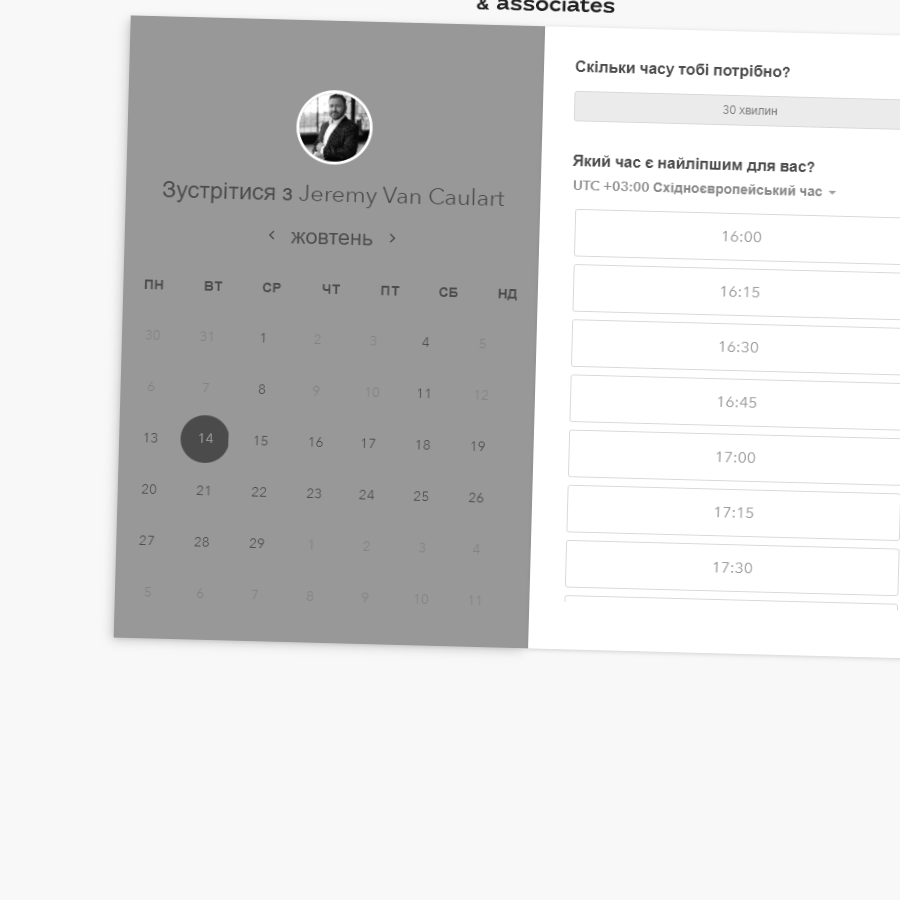 & associates
Зустрітися з Jeremy Van Caulart
жовтень
ПН ВТ СР ЧТ ПТ СБ НД
30 31 1 2 3 4 5
6 7 8 9 10 11 12
13 14 15 16 17 18 19
20 21 22 23 24 25 26
27 28 29 1 2 3 4
5 6 7 8 9 10 11
Скільки часу тобі потрібно?
30 хвилин
Який час є найліпшим для вас?
UTC +03:00 Східноєвропейський час
16:00
16:15
16:30
16:45
17:00
17:15
17:30